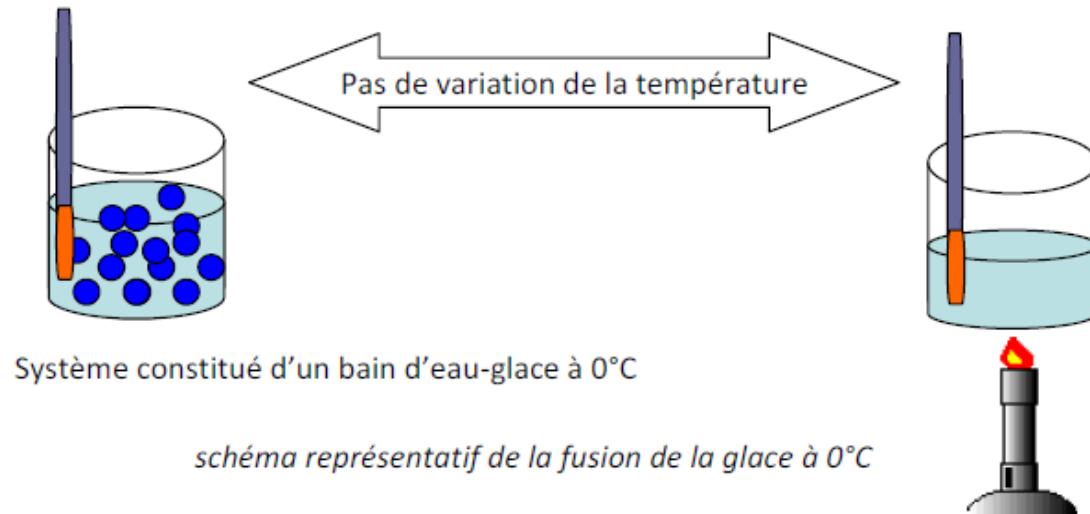 Pas de variation de la température
Système constitué d'un bain d'eau-glace à 0°C
schéma représentatif de la fusion de la glace à 0°C